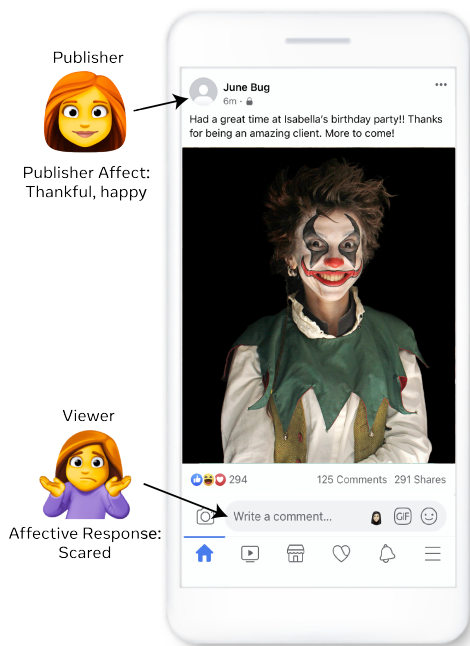 Publisher
Publisher Affect:
Thankful, happy
June Bug
6m ·
Had a great time at Isabella's birthday party!! Thanks
for being an amazing client. More to come!
294
125 Comments 291 Shares
Viewer
Affective Response:
Scared
Write a comment...
GIF